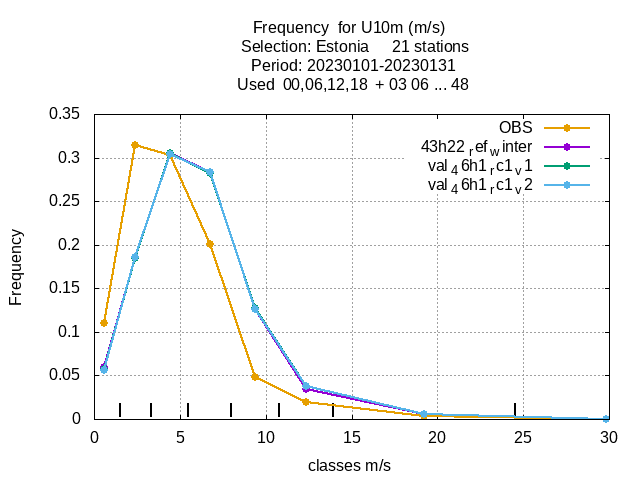 Frequency for U10m (m/s)
Selection: Estonia 21 stations
Period: 20230101-20230131
Used 00,06,12,18 + 03 06 ... 48
0.35
0.3
0.25
0.2
0.15
0.1
0.05
0
Frequency
OBS
43h22_ref_winter
val_46h1_rc1_v1
val_46h1_rc1_v2
0 5 10 15 20 25 30
classes m/s